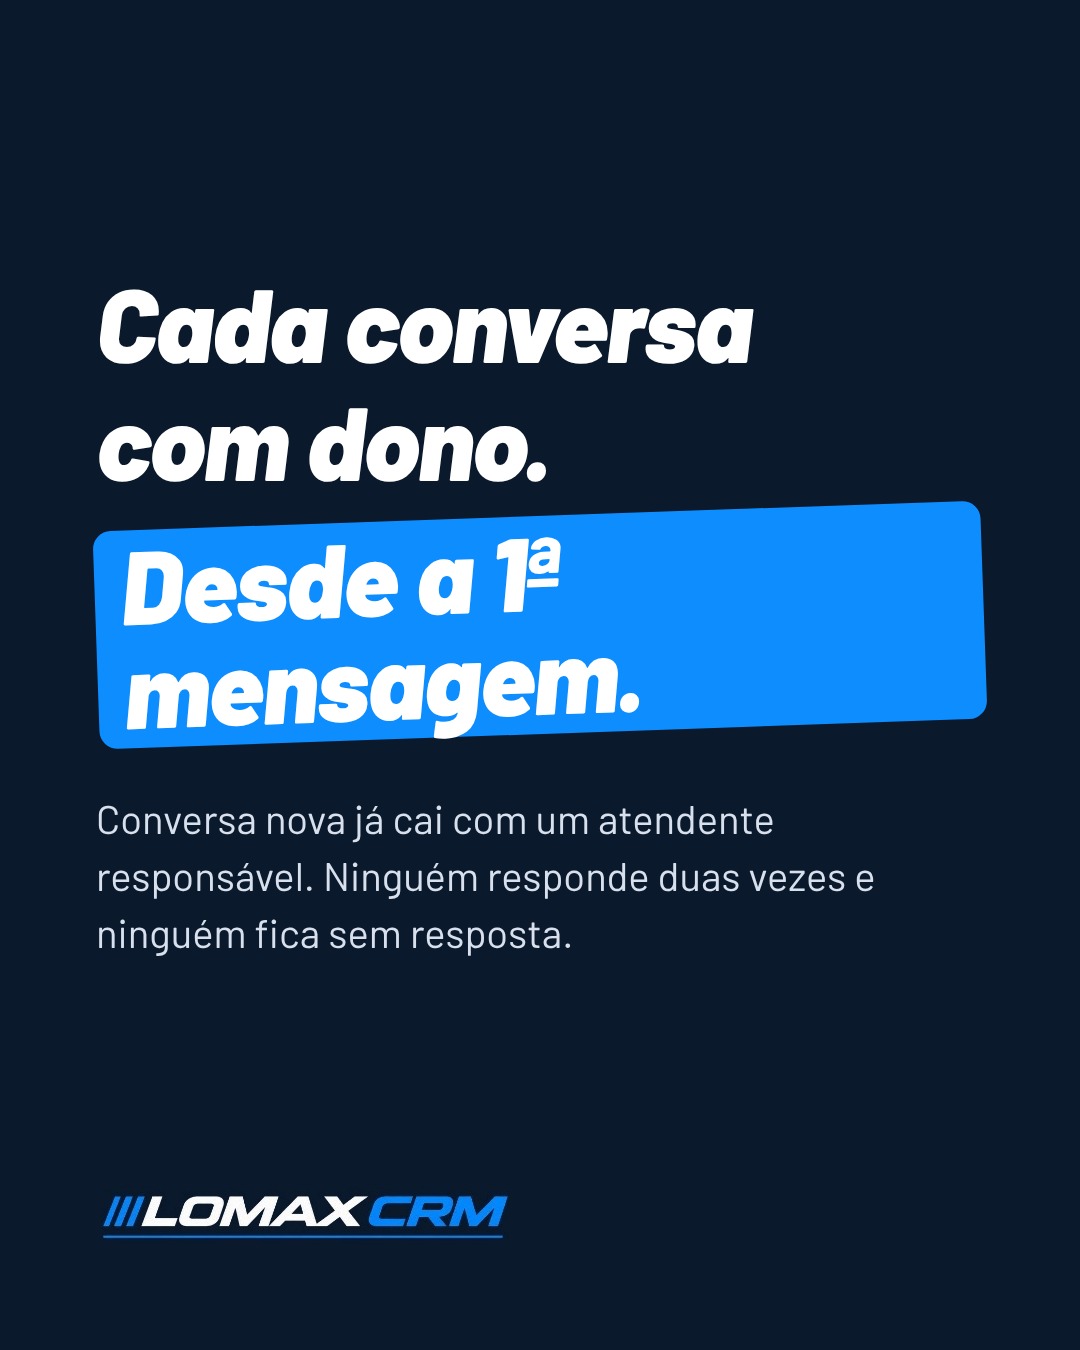 Cada conversa
com dono.
Desde a 1ª
mensagem.
Conversa nova já cai com um atendente
responsável. Ninguém responde duas vezes e
ninguém fica sem resposta.
LOMAX CRM